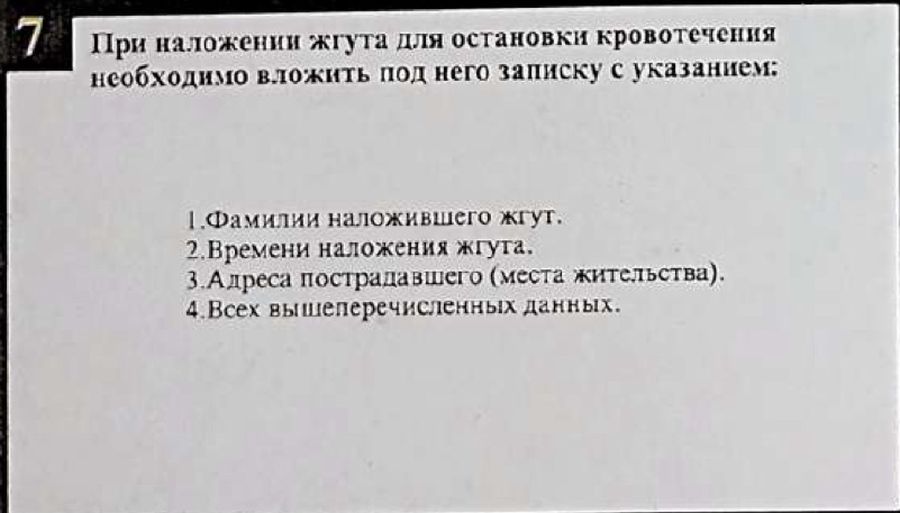 7
При наложении жгута для остановки кровотечения
необходимо вложить под него записку с указанием:
1.Фамилии наложившего жгут.
2.Времени наложения жгута.
3.Адреса пострадавшего (места жительства).
4.Всех вышеперечисленных данных.